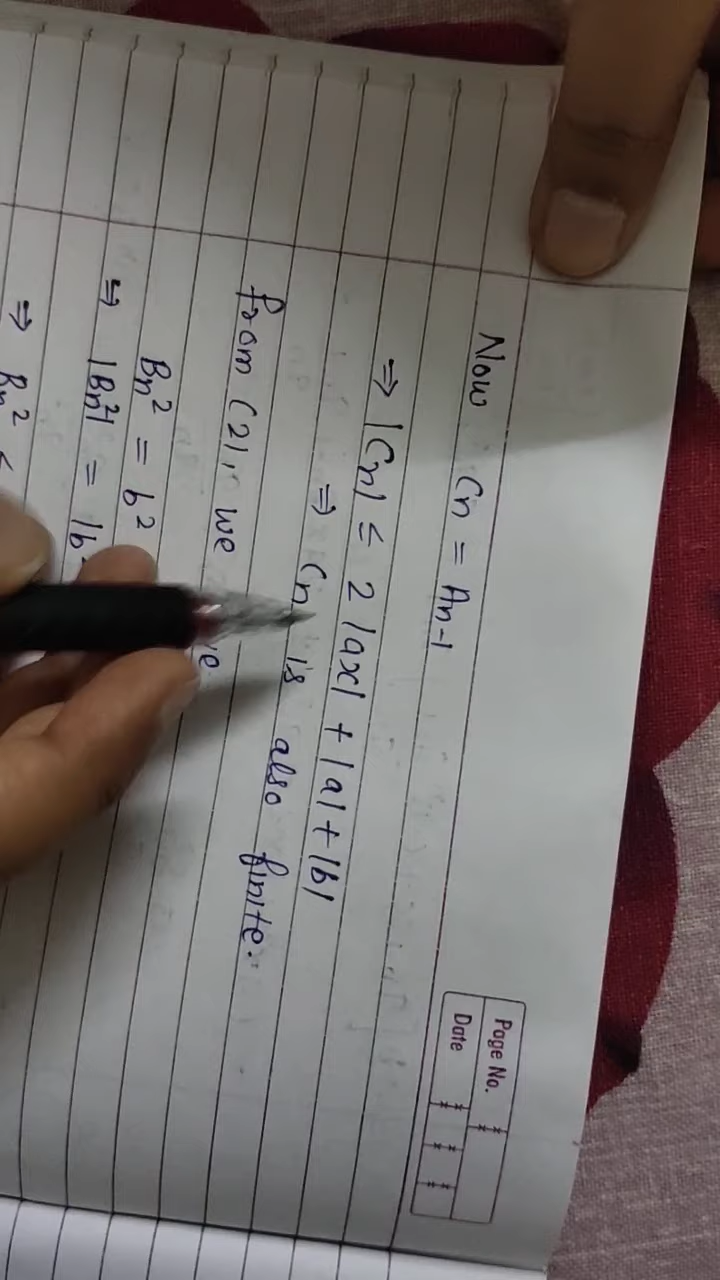 Page No.
Date
Now Cn = An-1
⇒ |Cn| ≤ 2 |ax| + |a| + |b|
⇒ Cn is also finite.
from (2), we
Bn² = b²
⇒ |Bn²| = |b
⇒ Bn² ≤